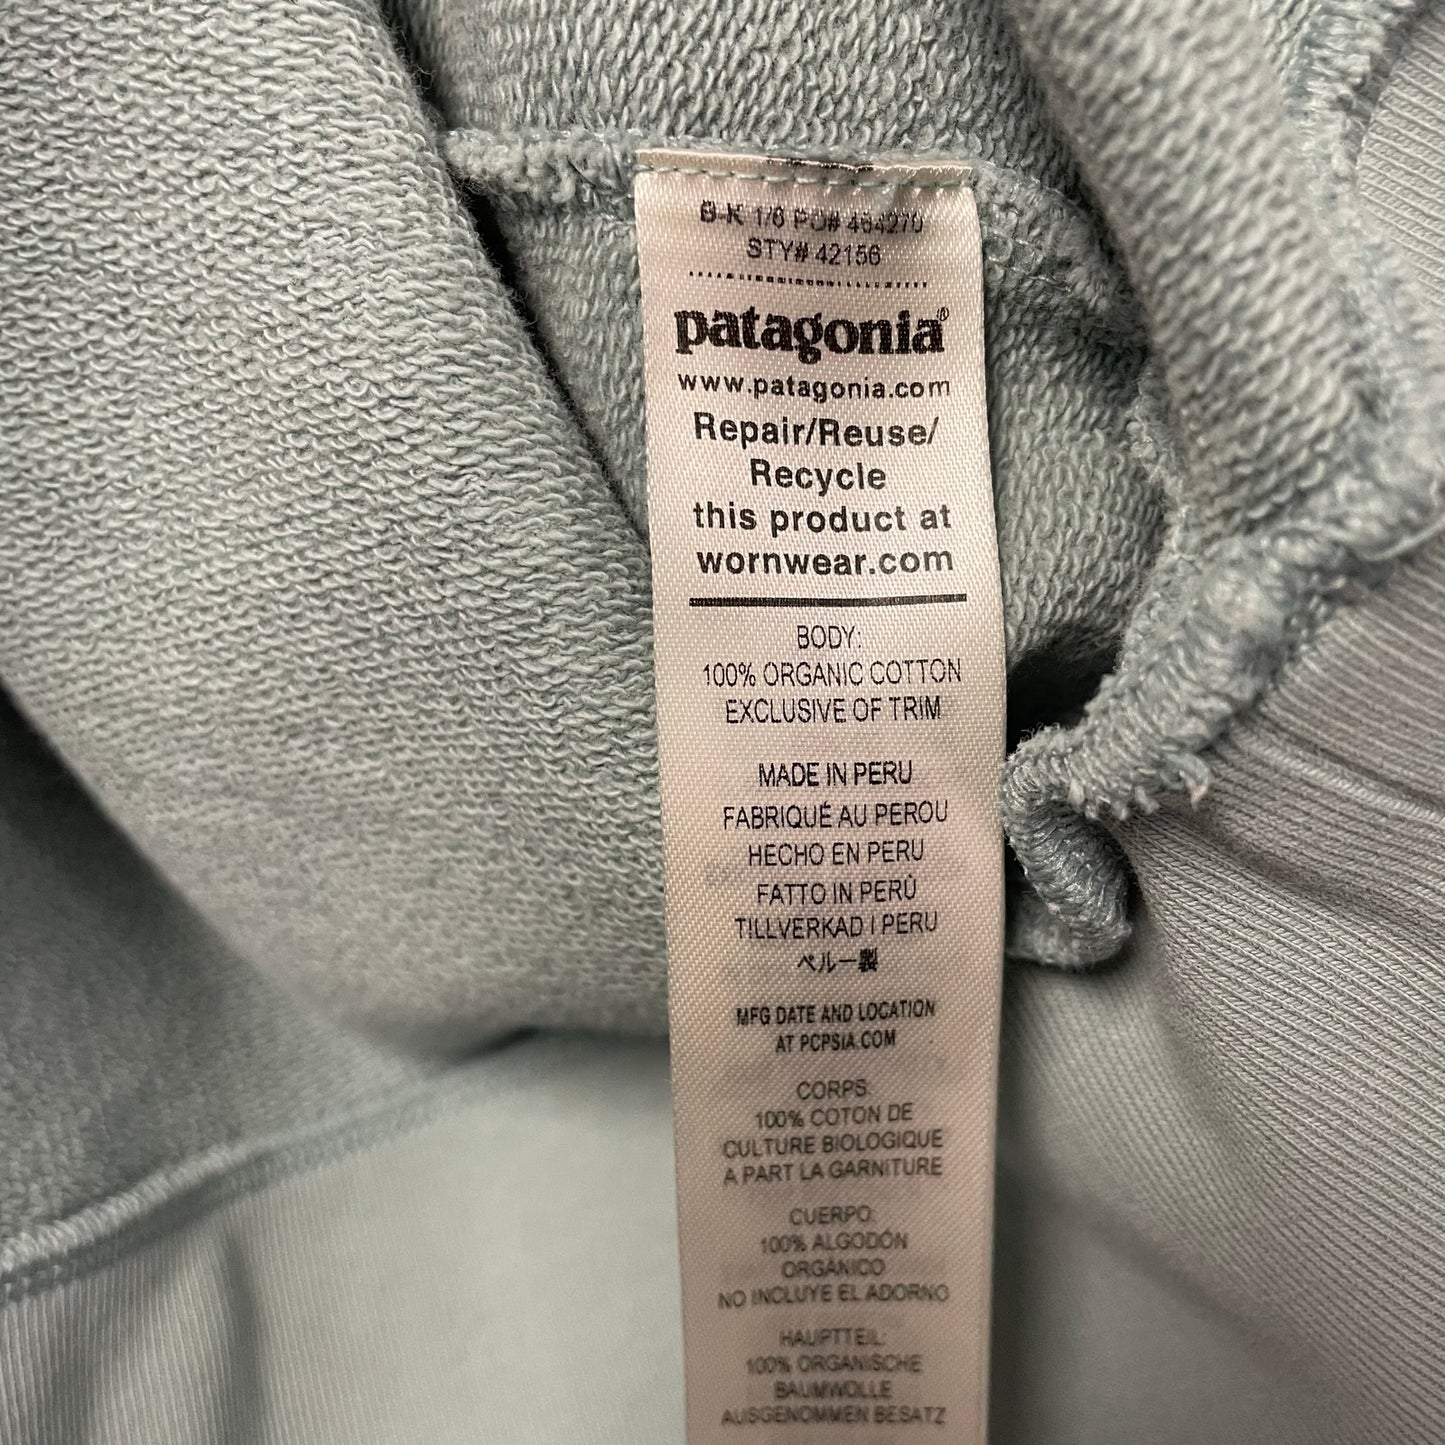 B-K 1/6 PO# 464270
STY# 42156
patagonia®
www.patagonia.com
Repair/Reuse/
Recycle
this product at
wornwear.com
BODY:
100% ORGANIC COTTON
EXCLUSIVE OF TRIM
MADE IN PERU
FABRIQUÉ AU PEROU
HECHO EN PERU
FATTO IN PERÙ
TILLVERKAD I PERU
ペルー製
MFG DATE AND LOCATION
AT PCPSIA.COM
CORPS:
100% COTON DE
CULTURE BIOLOGIQUE
A PART LA GARNITURE
CUERPO:
100% ALGODÓN
ORGÁNICO
NO INCLUYE EL ADORNO
HAUPTTEIL:
100% ORGANISCHE
BAUMWOLLE
AUSGENOMMEN BESATZ